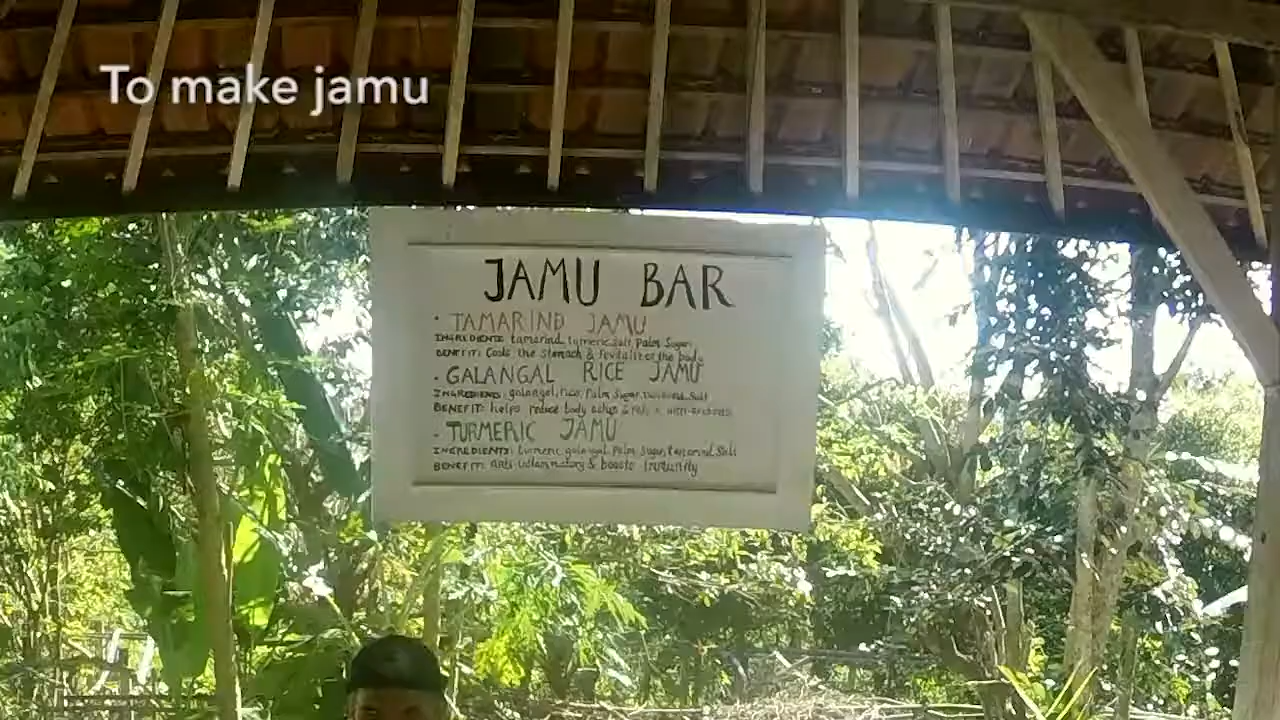 To make jamu
JAMU BAR
· TAMARIND JAMU
INGREDIENTS: tamarind, turmeric, salt, Palm Sugar
BENEFIT: Cools the stomach & revitalizes the body
· GALANGAL RICE JAMU
INGREDIENTS: galangal, rice, Palm Sugar, Salt
BENEFIT: helps reduce body aches &
- TURMERIC JAMU
INGREDIENTS: turmeric, galangal, Palm Sugar, tamarind, Salt
BENEFIT: anti-inflammatory & boosts immunity